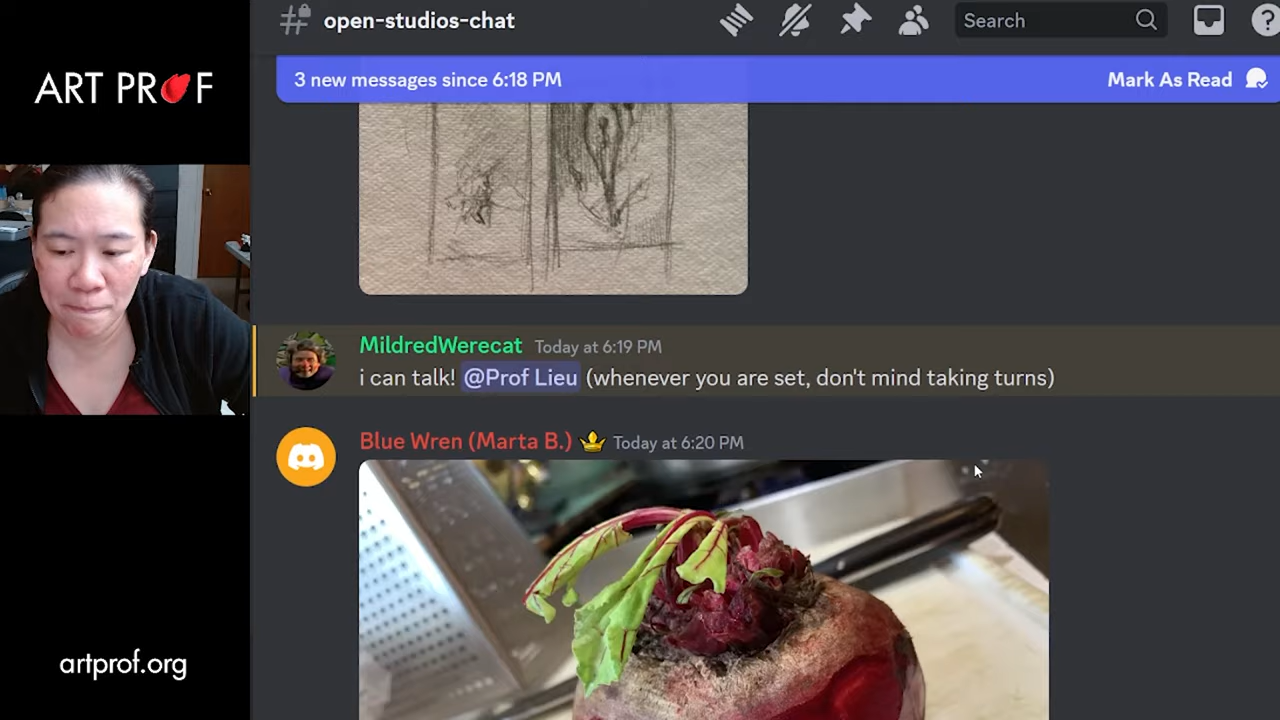 open-studios-chat
Search
3 new messages since 6:18 PM
Mark As Read
ART PROF
MildredWerecat Today at 6:19 PM
i can talk! @Prof Lieu (whenever you are set, don't mind taking turns)
Blue Wren (Marta B.) Today at 6:20 PM
artprof.org